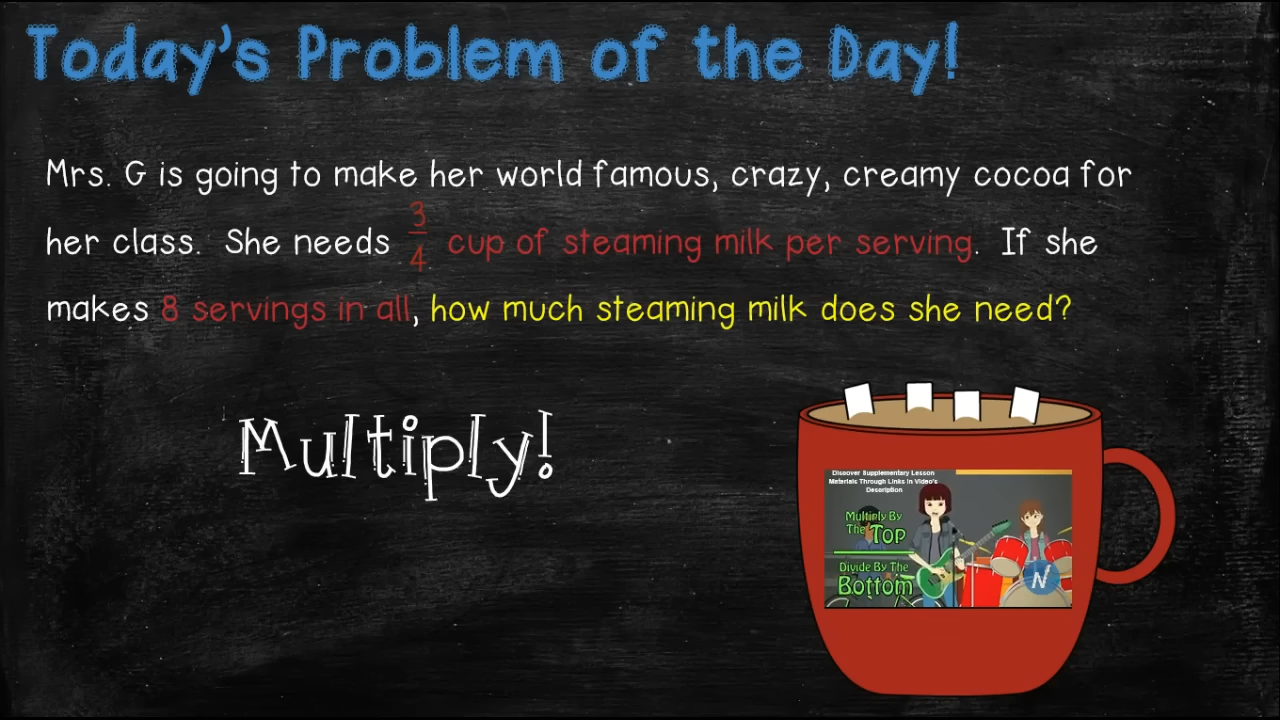 Today's Problem of the Day!
Mrs. G is going to make her world famous, crazy, creamy cocoa for
her class. She needs 3/4 cup of steaming milk per serving. If she
makes 8 servings in all, how much steaming milk does she need?
Multiply!
Discover Supplementary Lesson
Materials Through Links in Video's
Description
Multiply By
The Top
Divide By The
Bottom
N